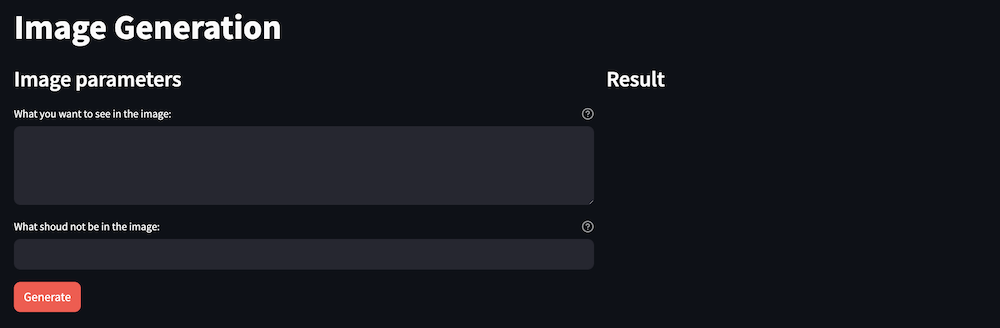 Image Generation
Image parameters
Result
What you want to see in the image:
What shoud not be in the image:
Generate